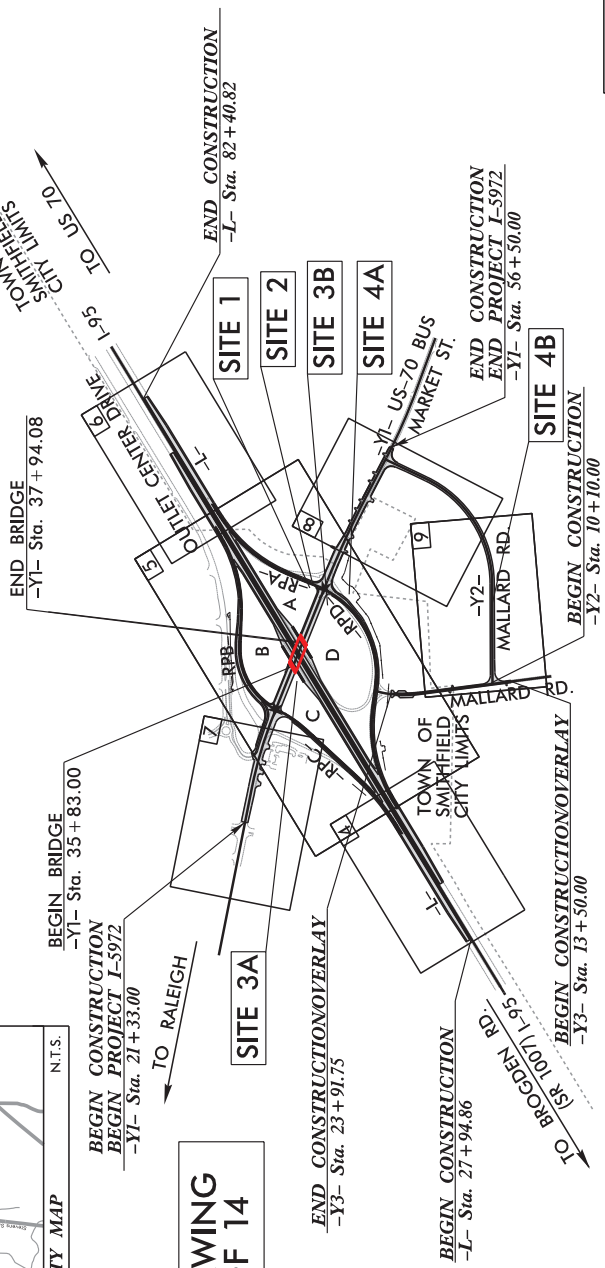 TOWN
SMITHFIELD
CITY LIMITS
TO US 70
END CONSTRUCTION
-L- Sta. 82+40.82
I-95
OUTLET CENTER DRIVE
6
-L-
END BRIDGE
-Y1- Sta. 37+94.08
SITE 1
SITE 2
SITE 3B
SITE 4A
END CONSTRUCTION
END PROJECT I-5972
-Y1- Sta. 56+50.00
-Y1- US-70 BUS
MARKET ST.
SITE 4B
BEGIN CONSTRUCTION
-Y2- Sta. 10+10.00
5
8
9
-RPA-
A
RPB
B
-RPD-
D
C
-RPC-
-Y2-
MALLARD RD.
MALLARD RD.
7
4
TOWN OF
SMITHFIELD
CITY LIMITS
BEGIN BRIDGE
-Y1- Sta. 35+83.00
BEGIN CONSTRUCTION
BEGIN PROJECT I-5972
-Y1- Sta. 21+33.00
TO RALEIGH
SITE 3A
END CONSTRUCTION/OVERLAY
-Y3- Sta. 23+91.75
BEGIN CONSTRUCTION
-L- Sta. 27+94.86
-L-
BEGIN CONSTRUCTION/OVERLAY
-Y3- Sta. 13+50.00
I-95
TO BROGDEN RD.
(SR 1007)
N.T.S.
TY MAP
WING
F 14